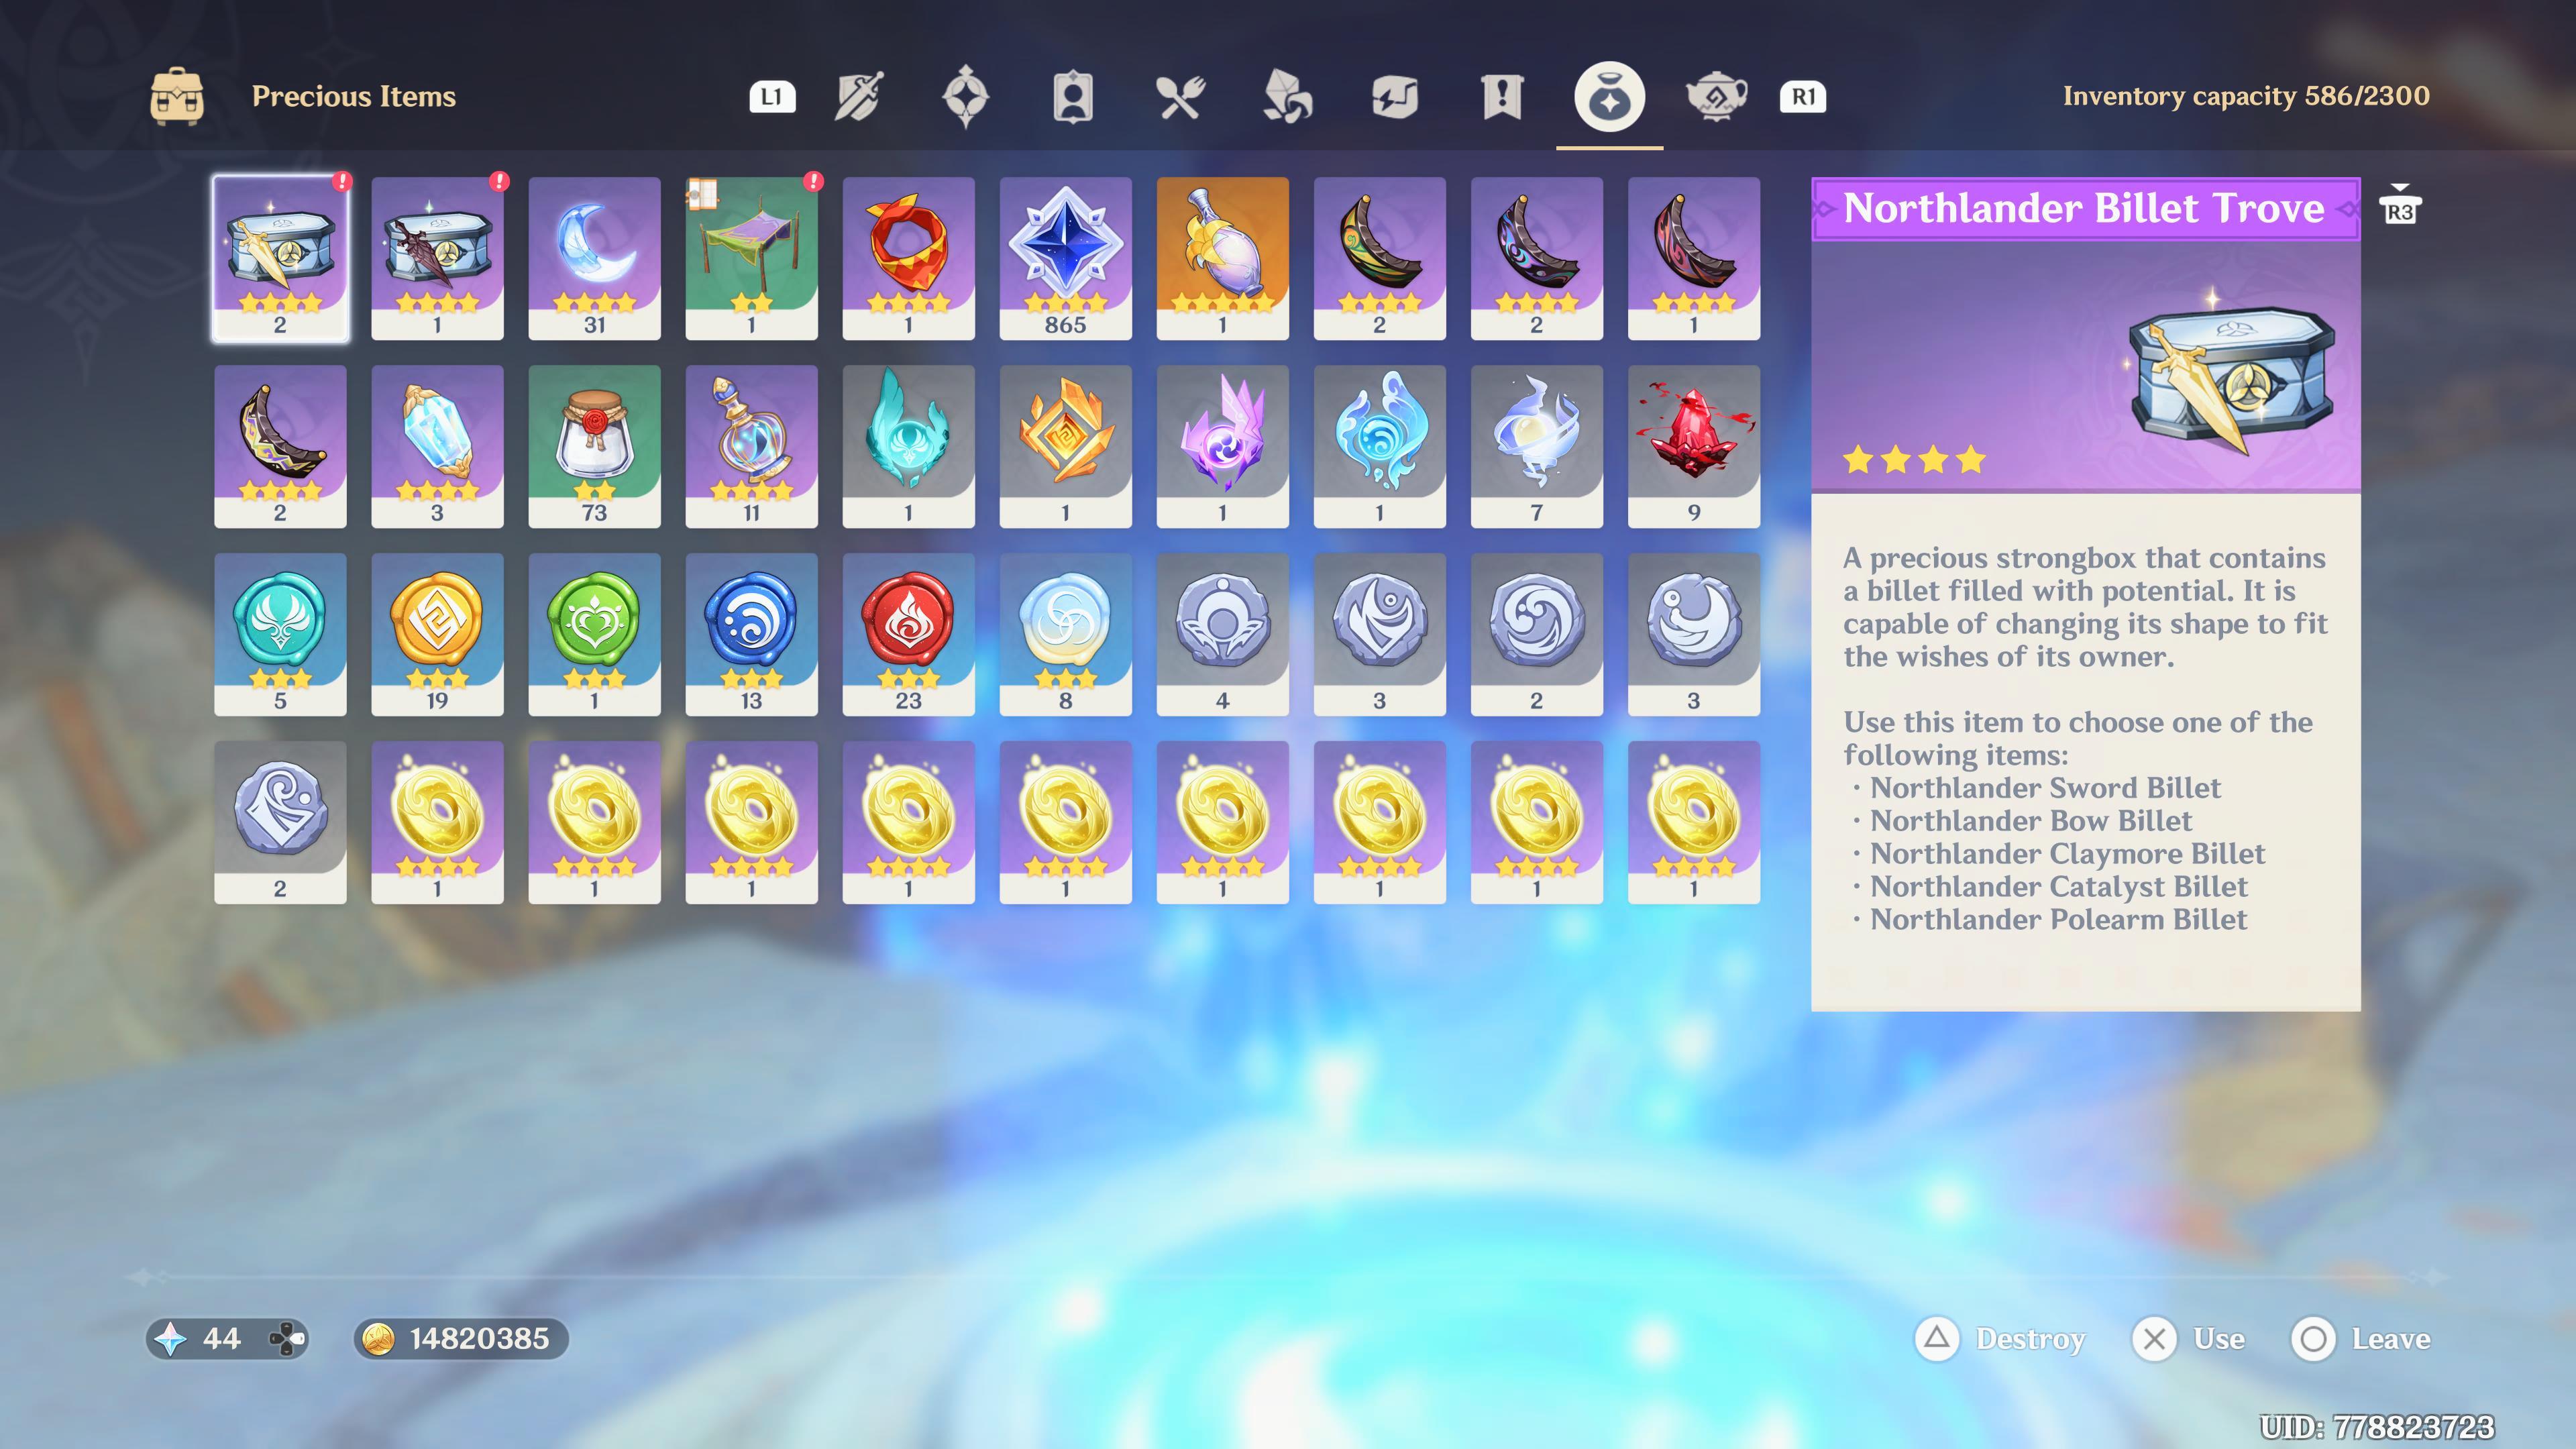 Precious Items
L1
R1
Inventory capacity 586/2300
2
1
31
1
1
865
1
2
2
1
2
3
73
11
1
1
1
1
7
9
5
19
1
13
23
8
4
3
2
3
2
1
1
1
1
1
1
1
1
1
Northlander Billet Trove
R3
A precious strongbox that contains
a billet filled with potential. It is
capable of changing its shape to fit
the wishes of its owner.
Use this item to choose one of the
following items:
· Northlander Sword Billet
· Northlander Bow Billet
· Northlander Claymore Billet
· Northlander Catalyst Billet
· Northlander Polearm Billet
44
14820385
Destroy
Use
Leave
UID: 778823723